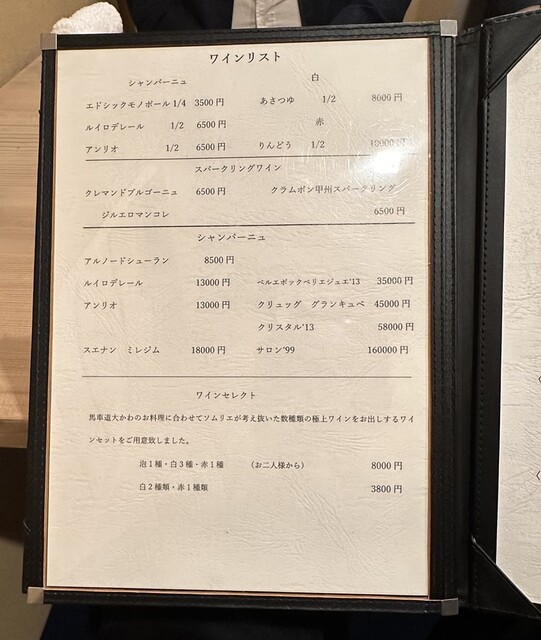 ワインリスト
シャンパーニュ　　白
エドシックモノポール1/4　3500円　あさつゆ　1/2　8000円
ルイロデレール　1/2　6500円　赤
アンリオ　1/2　6500円　りんどう　1/2　10000円
スパークリングワイン
クレマンドブルゴーニュ　6500円　クラムボン甲州スパークリング
ジルエロマンコレ　6500円
シャンパーニュ
アルノードシューラン　8500円
ルイロデレール　13000円　ベルエポックペリエジュエ'13　35000円
アンリオ　13000円　クリュッグ　グランキュベ　45000円
クリスタル'13　58000円
スエナン　ミレジム　18000円　サロン'99　160000円
ワインセレクト
馬車道大かわのお料理に合わせてソムリエが考え抜いた数種類の極上ワインをお出しするワイ
ンセットをご用意致しました。
泡1種・白3種・赤1種　（お二人様から）　8000円
白2種類・赤1種類　3800円